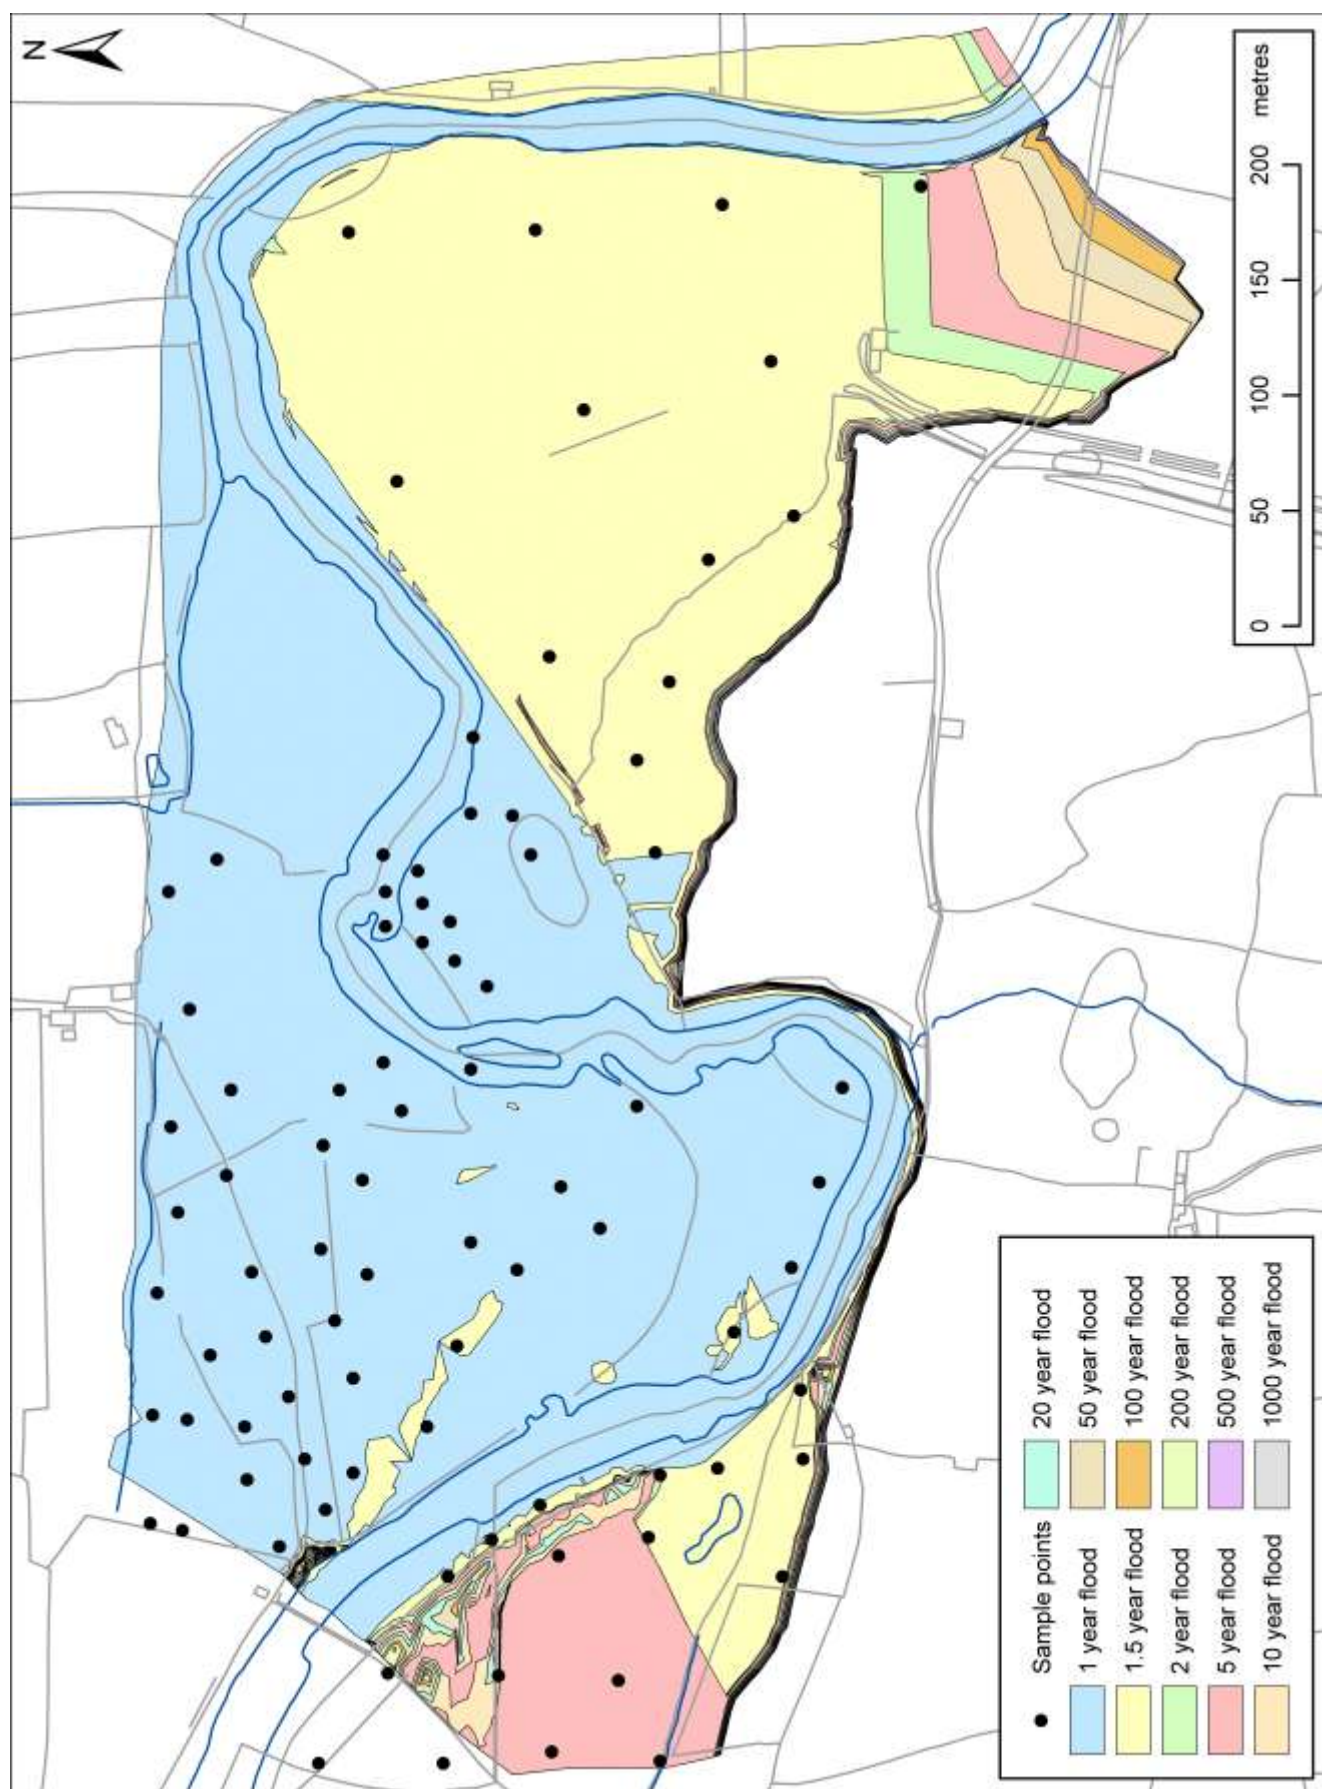 N
metres
0 50 100 150 200
Sample points
1 year flood
1.5 year flood
2 year flood
5 year flood
10 year flood
20 year flood
50 year flood
100 year flood
200 year flood
500 year flood
1000 year flood